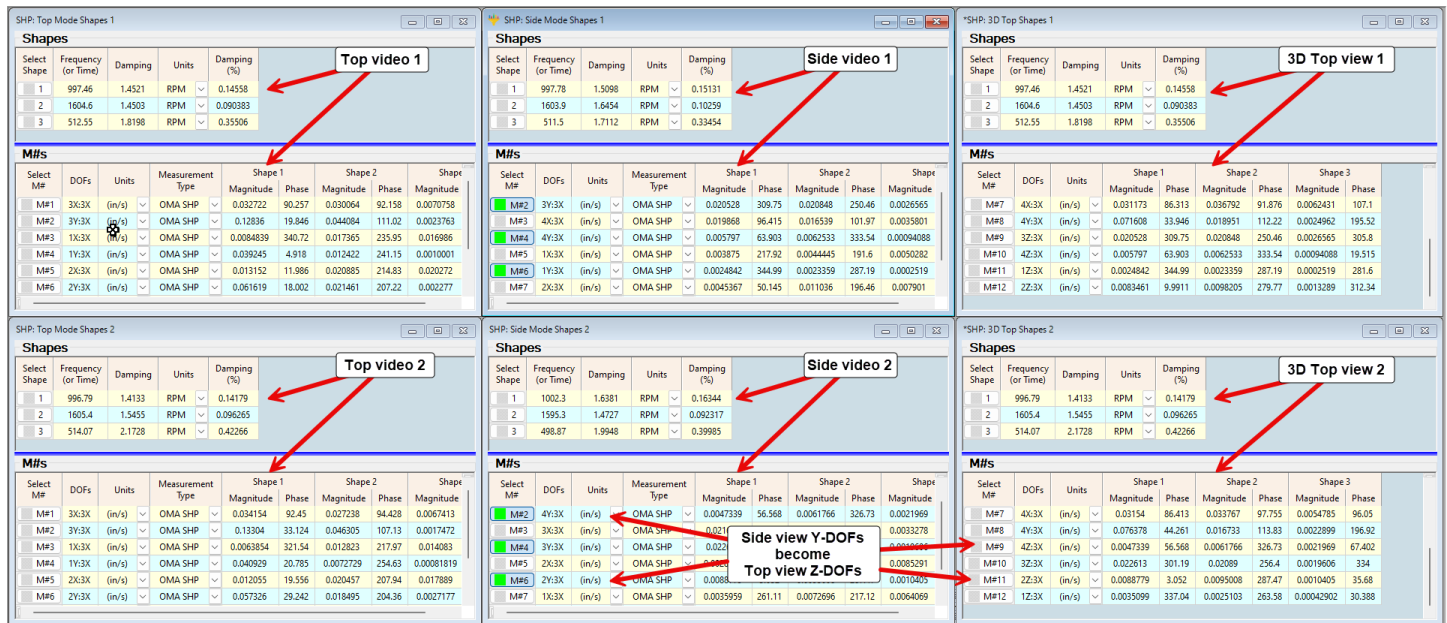 SHP: Top Mode Shapes 1
Shapes
Select Shape Frequency (or Time) Damping Units Damping (%)
1 997.46 1.4521 RPM 0.14558
2 1604.6 1.4503 RPM 0.090383
3 512.55 1.8198 RPM 0.35506
Top video 1
M#s
Select M# DOFs Units Measurement Type Shape 1 Shape 2 Shape
Magnitude Phase Magnitude Phase Magnitude
M#1 3X:3X (in/s) OMA SHP 0.032722 90.257 0.030064 92.158 0.0070758
M#2 3Y:3X (in/s) OMA SHP 0.12836 19.846 0.044084 111.02 0.0023763
M#3 1X:3X (in/s) OMA SHP 0.0084839 340.72 0.017365 235.95 0.016986
M#4 1Y:3X (in/s) OMA SHP 0.039245 4.918 0.012422 241.15 0.0010001
M#5 2X:3X (in/s) OMA SHP 0.013152 11.986 0.020885 214.83 0.020272
M#6 2Y:3X (in/s) OMA SHP 0.061619 18.002 0.021461 207.22 0.002277
SHP: Side Mode Shapes 1
Shapes
Select Shape Frequency (or Time) Damping Units Damping (%)
1 997.78 1.5098 RPM 0.15131
2 1603.9 1.6454 RPM 0.10259
3 511.5 1.7112 RPM 0.33454
Side video 1
M#s
Select M# DOFs Units Measurement Type Shape 1 Shape 2 Shape
Magnitude Phase Magnitude Phase Magnitude
M#2 3Y:3X (in/s) OMA SHP 0.020528 309.75 0.020848 250.46 0.0026565
M#3 4X:3X (in/s) OMA SHP 0.019868 96.415 0.016539 101.97 0.0035801
M#4 4Y:3X (in/s) OMA SHP 0.005797 63.903 0.0062533 333.54 0.00094088
M#5 1X:3X (in/s) OMA SHP 0.003875 217.92 0.0044445 191.6 0.0050282
M#6 1Y:3X (in/s) OMA SHP 0.0024842 344.99 0.0023359 287.19 0.0002519
M#7 2X:3X (in/s) OMA SHP 0.0045367 50.145 0.011036 196.46 0.007901
*SHP: 3D Top Shapes 1
Shapes
Select Shape Frequency (or Time) Damping Units Damping (%)
1 997.46 1.4521 RPM 0.14558
2 1604.6 1.4503 RPM 0.090383
3 512.55 1.8198 RPM 0.35506
3D Top view 1
M#s
Select M# DOFs Units Shape 1 Shape 2 Shape 3
Magnitude Phase Magnitude Phase Magnitude Phase
M#7 4X:3X (in/s) 0.031173 86.313 0.036792 91.876 0.0062431 107.1
M#8 4Y:3X (in/s) 0.071608 33.946 0.018951 112.22 0.0024962 195.52
M#9 3Z:3X (in/s) 0.020528 309.75 0.020848 250.46 0.0026565 305.8
M#10 4Z:3X (in/s) 0.005797 63.903 0.0062533 333.54 0.00094088 19.515
M#11 1Z:3X (in/s) 0.0024842 344.99 0.0023359 287.19 0.0002519 281.6
M#12 2Z:3X (in/s) 0.0083461 9.9911 0.0098205 279.77 0.0013289 312.34
SHP: Top Mode Shapes 2
Shapes
Select Shape Frequency (or Time) Damping Units Damping (%)
1 996.79 1.4133 RPM 0.14179
2 1605.4 1.5455 RPM 0.096265
3 514.07 2.1728 RPM 0.42266
Top video 2
M#s
Select M# DOFs Units Measurement Type Shape 1 Shape 2 Shape
Magnitude Phase Magnitude Phase Magnitude
M#1 3X:3X (in/s) OMA SHP 0.034154 92.45 0.027238 94.428 0.0067413
M#2 3Y:3X (in/s) OMA SHP 0.13304 33.124 0.046305 107.13 0.0017472
M#3 1X:3X (in/s) OMA SHP 0.0063854 321.54 0.012823 217.97 0.014083
M#4 1Y:3X (in/s) OMA SHP 0.040929 20.785 0.0072729 254.63 0.00081819
M#5 2X:3X (in/s) OMA SHP 0.012055 19.556 0.020457 207.94 0.017889
M#6 2Y:3X (in/s) OMA SHP 0.057326 29.242 0.018495 204.36 0.0027177
SHP: Side Mode Shapes 2
Shapes
Select Shape Frequency (or Time) Damping Units Damping (%)
1 1002.3 1.6381 RPM 0.16344
2 1595.3 1.4727 RPM 0.092317
3 498.87 1.9948 RPM 0.39985
Side video 2
M#s
Select M# DOFs Units Measurement Type Shape 1 Shape 2 Shape
Magnitude Phase Magnitude Phase Magnitude
M#2 4Y:3X (in/s) OMA SHP 0.0047339 56.568 0.0061766 326.73 0.0021969
M#3 3X:3X (in/s) OMA SHP
M#4 3Y:3X (in/s) OMA SHP
M#5 2X:3X (in/s) OMA SHP
M#6 2Y:3X (in/s) OMA SHP 0.0010405
M#7 1X:3X (in/s) OMA SHP 0.0035959 261.11 0.0072696 217.12 0.0064069
Side view Y-DOFs
become
Top view Z-DOFs
*SHP: 3D Top Shapes 2
Shapes
Select Shape Frequency (or Time) Damping Units Damping (%)
1 996.79 1.4133 RPM 0.14179
2 1605.4 1.5455 RPM 0.096265
3 514.07 2.1728 RPM 0.42266
3D Top view 2
M#s
Select M# DOFs Units Shape 1 Shape 2 Shape 3
Magnitude Phase Magnitude Phase Magnitude Phase
M#7 4X:3X (in/s) 0.03154 86.413 0.033767 97.755 0.0054785 96.05
M#8 4Y:3X (in/s) 0.076378 44.261 0.016733 113.83 0.0022899 196.92
M#9 4Z:3X (in/s) 0.0047339 56.568 0.0061766 326.73 0.0021969 67.402
M#10 3Z:3X (in/s) 0.022613 301.19 0.02089 256.4 0.0019606 334
M#11 2Z:3X (in/s) 0.0088779 3.052 0.0095008 287.47 0.0010405 35.68
M#12 1Z:3X (in/s) 0.0035099 337.04 0.0025103 263.58 0.00042902 30.388